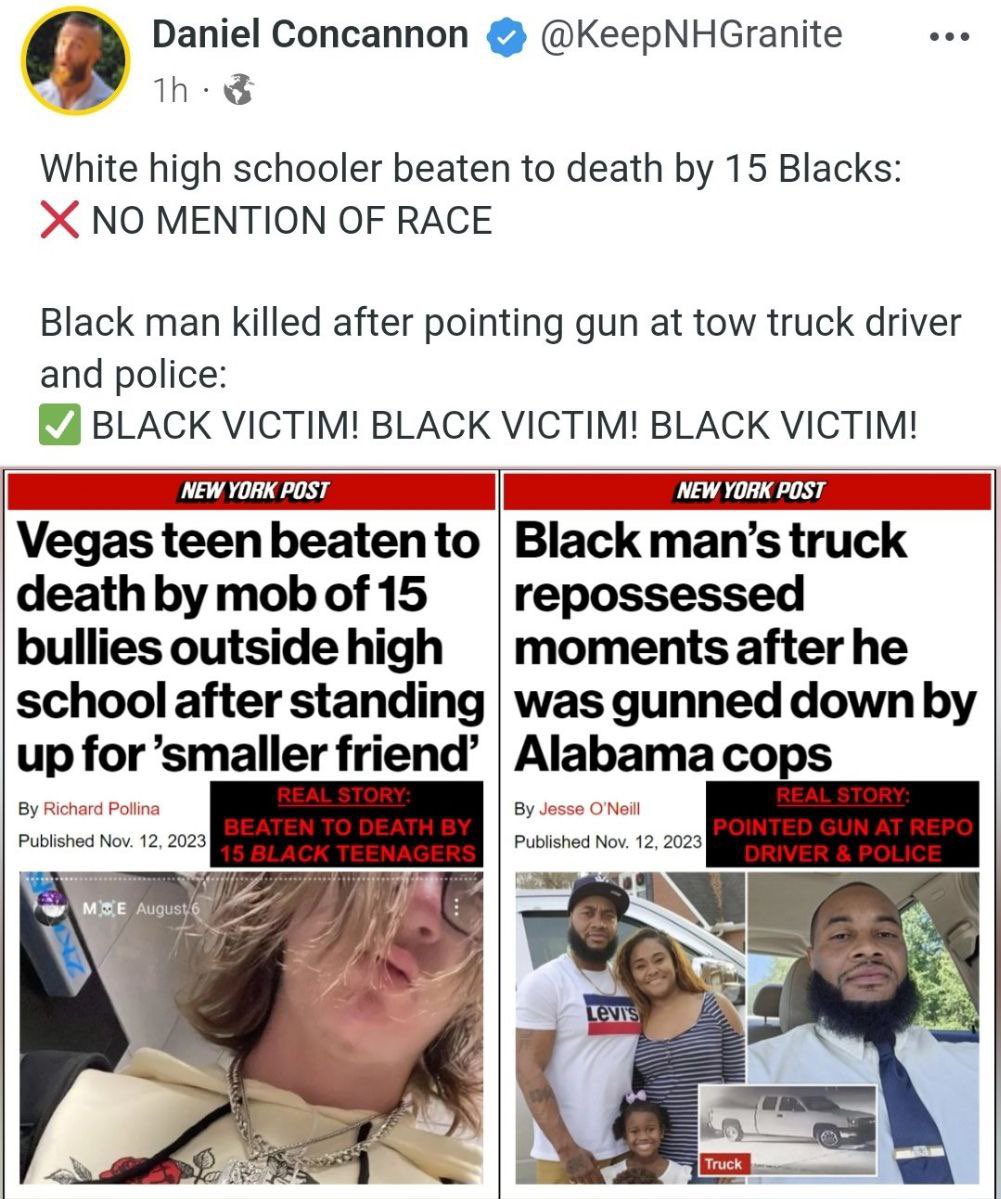 Daniel Concannon @KeepNHGranite
1h ·
White high schooler beaten to death by 15 Blacks:
❌ NO MENTION OF RACE
Black man killed after pointing gun at tow truck driver
and police:
✅ BLACK VICTIM! BLACK VICTIM! BLACK VICTIM!
NEW YORK POST
Vegas teen beaten to
death by mob of 15
bullies outside high
school after standing
up for 'smaller friend'
By Richard Pollina
Published Nov. 12, 2023
REAL STORY:
BEATEN TO DEATH BY
15 BLACK TEENAGERS
M☠E August 6
NEW YORK POST
Black man's truck
repossessed
moments after he
was gunned down by
Alabama cops
By Jesse O'Neill
Published Nov. 12, 2023
REAL STORY:
POINTED GUN AT REPO
DRIVER & POLICE
LEVI'S
Truck